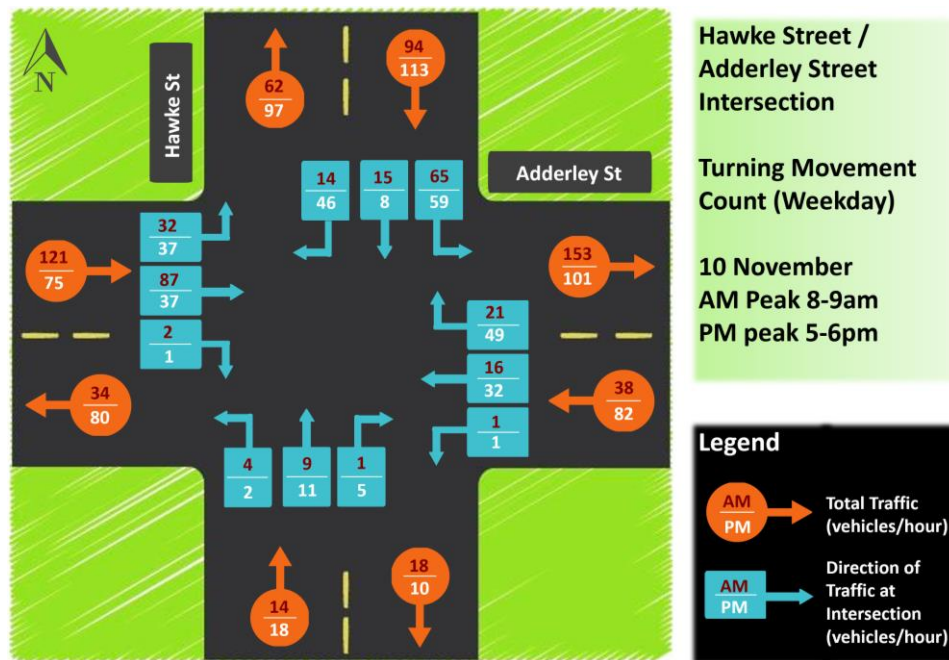 N
Hawke St
Adderley St
62
97
94
113
14
46
15
8
65
59
121
75
32
37
87
37
2
1
153
101
21
49
16
32
1
1
34
80
38
82
4
2
9
11
1
5
14
18
18
10
Hawke Street /
Adderley Street
Intersection
Turning Movement
Count (Weekday)
10 November
AM Peak 8-9am
PM peak 5-6pm
Legend
AM
PM
Total Traffic
(vehicles/hour)
AM
PM
Direction of
Traffic at
Intersection
(vehicles/hour)